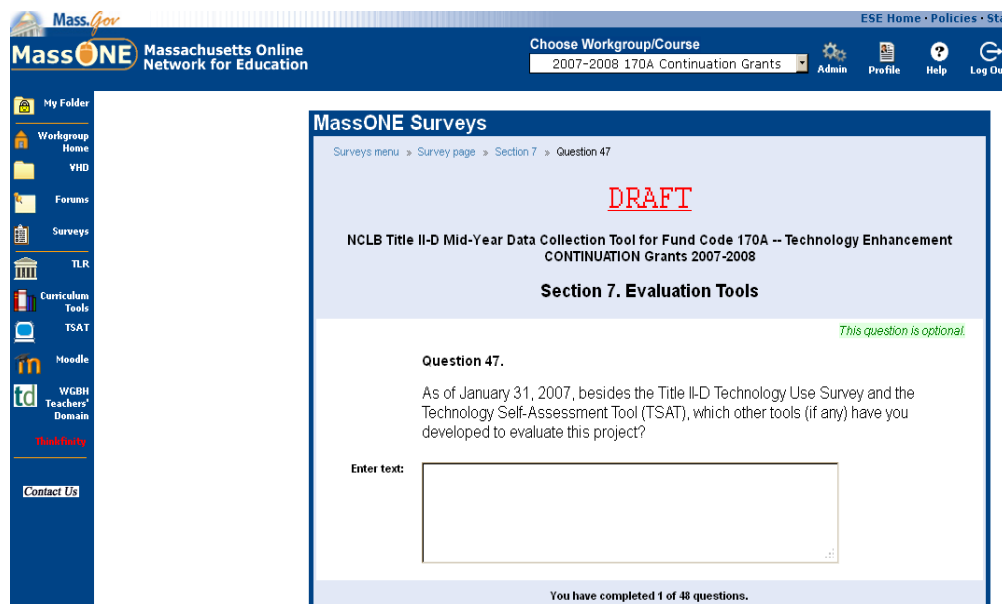 Mass.Gov
ESE Home · Policies ·
MassONE
Massachusetts Online
Network for Education
Choose Workgroup/Course
2007-2008 170A Continuation Grants
Admin
Profile
Help
My Folder
Workgroup
Home
VHD
Forums
Surveys
TLR
Curriculum
Tools
TSAT
Moodle
td
WGBH
Teachers'
Domain
Thinkfinity
Contact Us
MassONE Surveys
Surveys menu » Survey page » Section 7 » Question 47
DRAFT
NCLB Title II-D Mid-Year Data Collection Tool for Fund Code 170A -- Technology Enhancement
CONTINUATION Grants 2007-2008
Section 7. Evaluation Tools
This question is optional.
Question 47.
As of January 31, 2007, besides the Title II-D Technology Use Survey and the
Technology Self-Assessment Tool (TSAT), which other tools (if any) have you
developed to evaluate this project?
Enter text:
You have completed 1 of 48 questions.